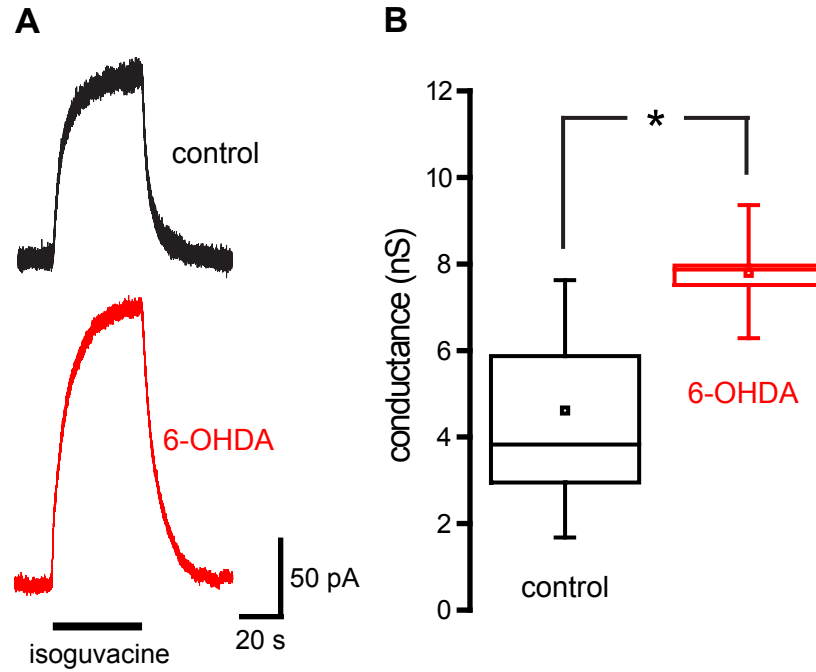 A
control
6-OHDA
50 pA
20 s
isoguvacine
B
conductance (nS)
12
10
8
6
4
2
0
*
6-OHDA
control